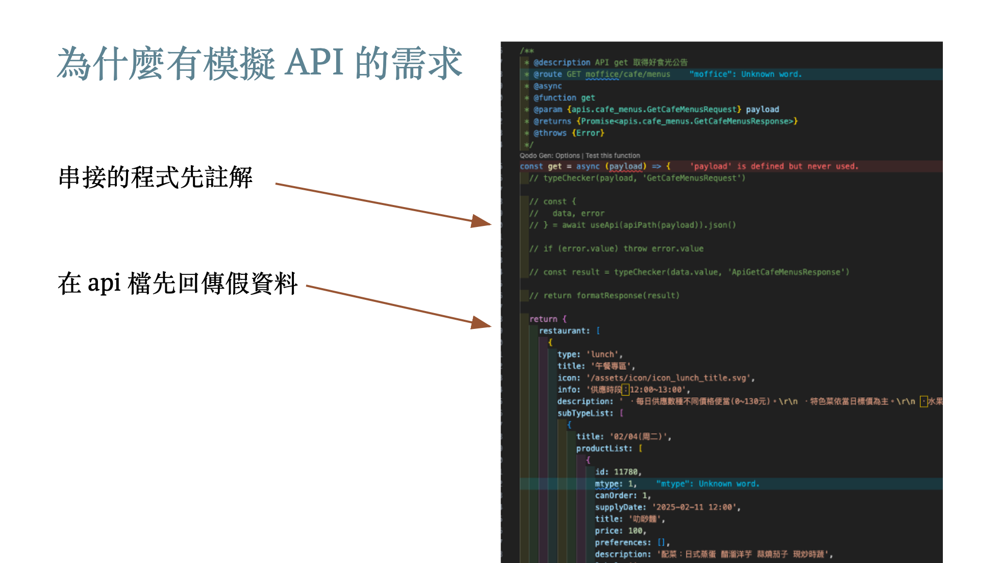 為什麼有模擬 API 的需求
串接的程式先註解
在 api 檔先回傳假資料
/**
* @description API get 取得好食光公告
* @route GET moffice/cafe/menus "moffice": Unknown word.
* @async
* @function get
* @param {apis.cafe_menus.GetCafeMenusRequest} payload
* @returns {Promise<apis.cafe_menus.GetCafeMenusResponse>}
* @throws {Error}
*/
Qodo Gen: Options | Test this function
const get = async (payload) => { 'payload' is defined but never used.
// typeChecker(payload, 'GetCafeMenusRequest')
// const {
// data, error
// } = await useApi(apiPath(payload)).json()
// if (error.value) throw error.value
// const result = typeChecker(data.value, 'ApiGetCafeMenusResponse')
// return formatResponse(result)
return {
restaurant: [
{
type: 'lunch',
title: '午餐專區',
icon: '/assets/icon/icon_lunch_title.svg',
info: '供應時段：12:00~13:00',
description: ' ‧每日供應數種不同價格便當(0~130元)。\r\n ‧特色菜依當日標價為主。\r\n ‧水果
subTypeList: [
{
title: '02/04(周二)',
productList: [
{
id: 11780,
mtype: 1, "mtype": Unknown word.
canOrder: 1,
supplyDate: '2025-02-11 12:00',
title: '叻沙麵',
price: 100,
preferences: [],
description: '配菜：日式蒸蛋 醋溜洋芋 蒜燒茄子 現炒時蔬',